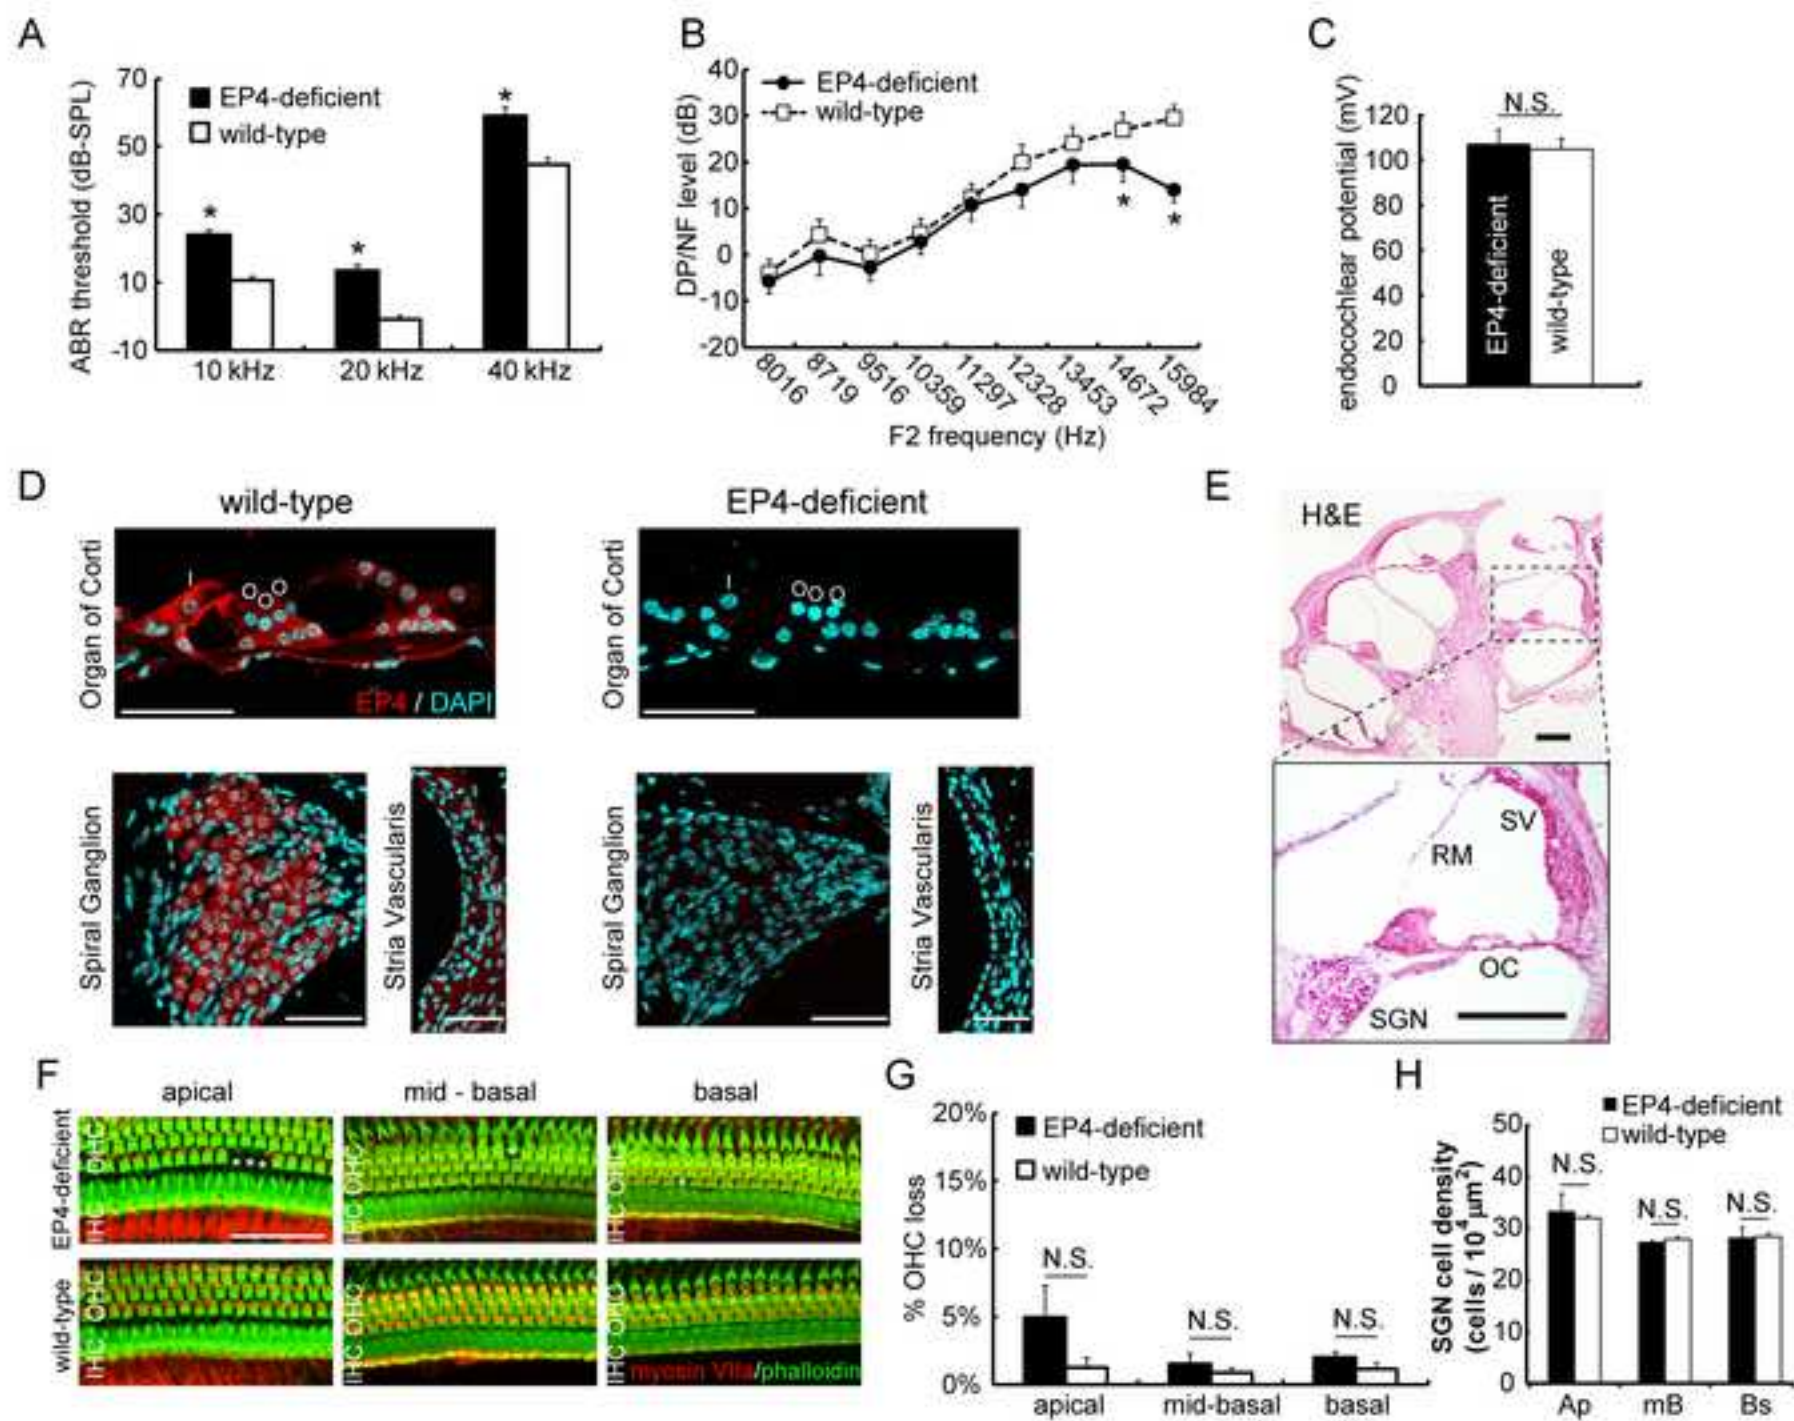 A
ABR threshold (dB-SPL)
70
50
30
10
-10
EP4-deficient
wild-type
*
*
*
10 kHz
20 kHz
40 kHz
B
DP/NF level (dB)
40
30
20
10
0
-10
-20
EP4-deficient
wild-type
*
*
8016
8719
9516
10359
11297
12328
13453
14672
15984
F2 frequency (Hz)
C
endocochlear potential (mV)
120
100
80
60
40
20
0
N.S.
EP4-deficient
wild-type
D
wild-type
EP4-deficient
Organ of Corti
I
EP4 / DAPI
Organ of Corti
I
Spiral Ganglion
Stria Vascularis
Spiral Ganglion
Stria Vascularis
E
H&E
SV
RM
OC
SGN
F
apical
mid - basal
basal
EP4-deficient
IHC OHC
IHC OHC
IHC OHC
wild-type
IHC OHC
IHC OHC
IHC OHC
myosin VIIa/phalloidin
G
% OHC loss
20%
15%
10%
5%
0%
EP4-deficient
wild-type
N.S.
N.S.
N.S.
apical
mid-basal
basal
H
SGN cell density
(cells / 10⁴ µm²)
50
40
30
20
10
0
EP4-deficient
wild-type
N.S.
N.S.
N.S.
Ap
mB
Bs